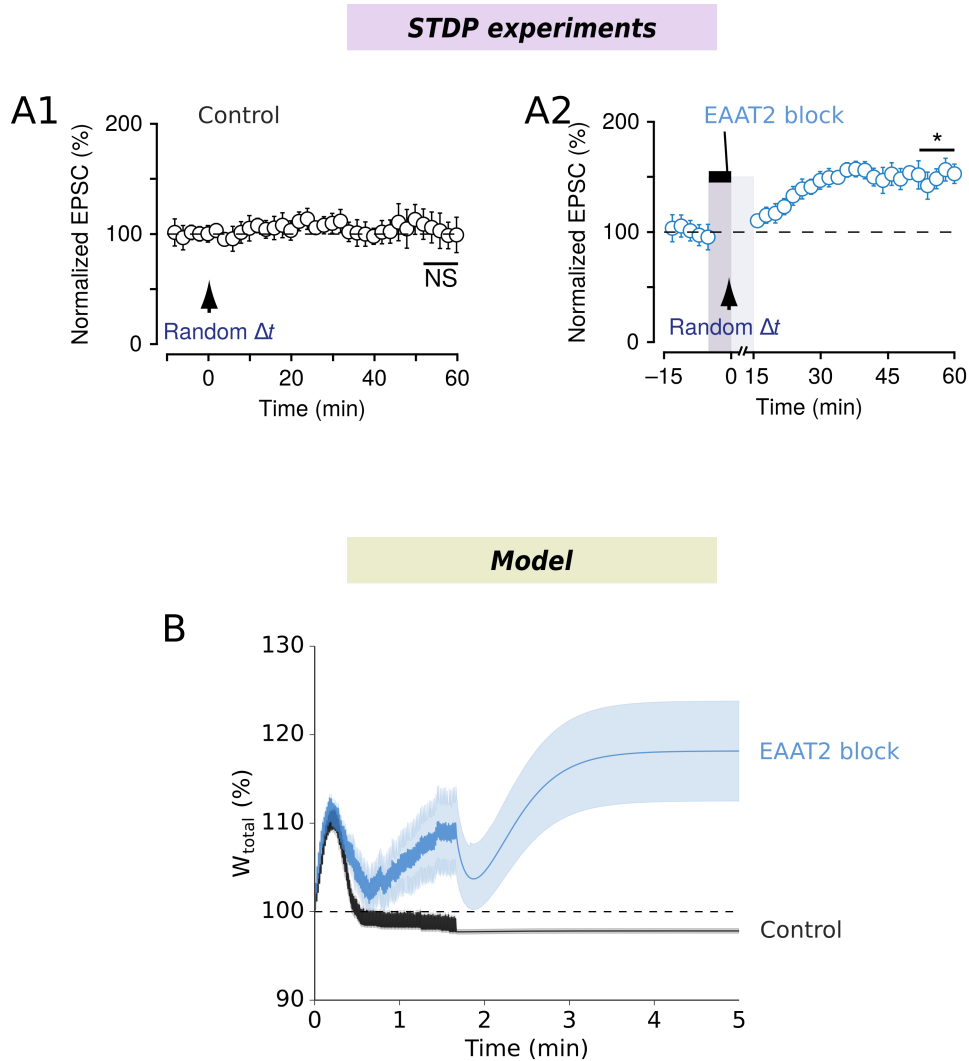 STDP experiments
A1
Control
Normalized EPSC (%)
200
100
0
NS
Random Δt
0
20
40
60
Time (min)
A2
EAAT2 block
Normalized EPSC (%)
200
100
0
*
Random Δt
–15
0
15
30
45
60
Time (min)
Model
B
W_total (%)
130
120
110
100
90
EAAT2 block
Control
0
1
2
3
4
5
Time (min)